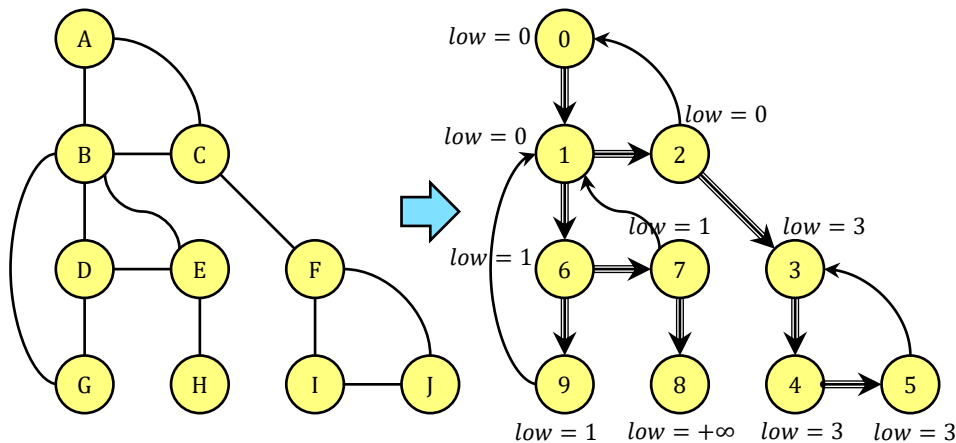 A
B
C
D
E
F
G
H
I
J
low = 0
0
low = 0
low = 0
1
2
low = 1
low = 3
low = 1
6
7
3
9
8
4
5
low = 1
low = +∞
low = 3
low = 3